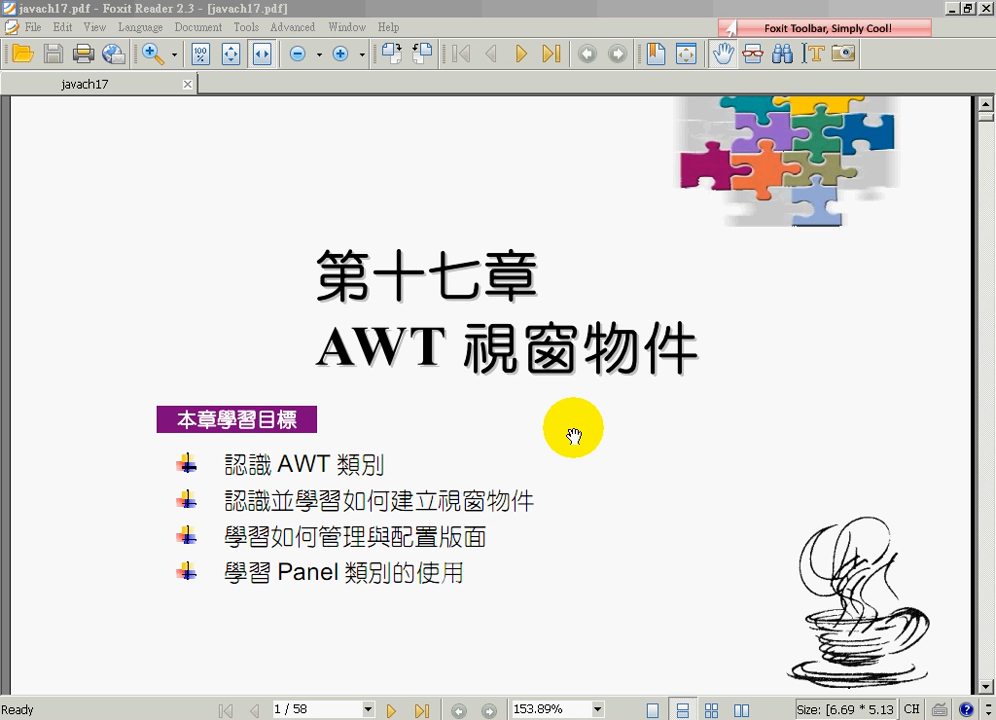 javach17.pdf - Foxit Reader 2.3 - [javach17.pdf]
File Edit View Language Document Tools Advanced Window Help
Foxit Toolbar, Simply Cool!
100 %
javach17
第十七章
AWT 視窗物件
本章學習目標
認識 AWT 類別
認識並學習如何建立視窗物件
學習如何管理與配置版面
學習 Panel 類別的使用
Ready
1 / 58
153.89%
Size: [6.69 * 5.13
CH